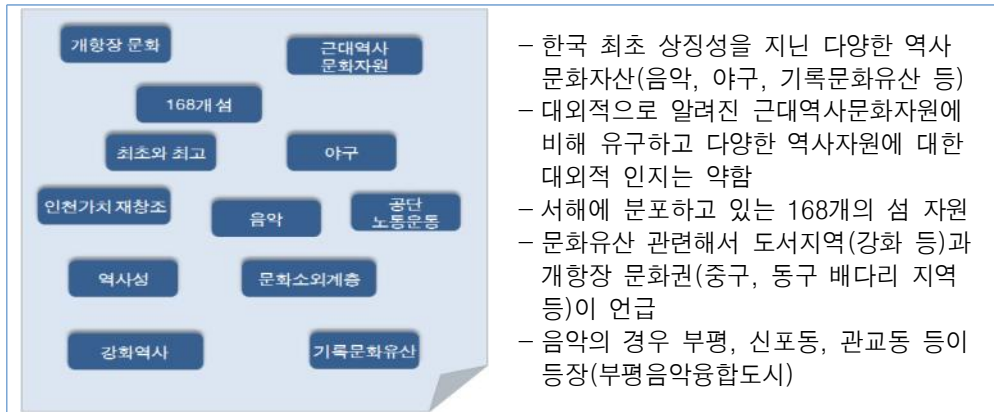 개항장 문화
근대역사
문화자원
168개 섬
최초와 최고
야구
인천가치 재창조
음악
공단
노동운동
역사성
문화소외계층
강화역사
기록문화유산
– 한국 최초 상징성을 지닌 다양한 역사
문화자산(음악, 야구, 기록문화유산 등)
– 대외적으로 알려진 근대역사문화자원에
비해 유구하고 다양한 역사자원에 대한
대외적 인지는 약함
– 서해에 분포하고 있는 168개의 섬 자원
– 문화유산 관련해서 도서지역(강화 등)과
개항장 문화권(중구, 동구 배다리 지역
등)이 언급
– 음악의 경우 부평, 신포동, 관교동 등이
등장(부평음악융합도시)